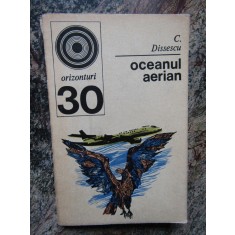 C.
Dissescu
oceanul
aerian
orizonturi
30